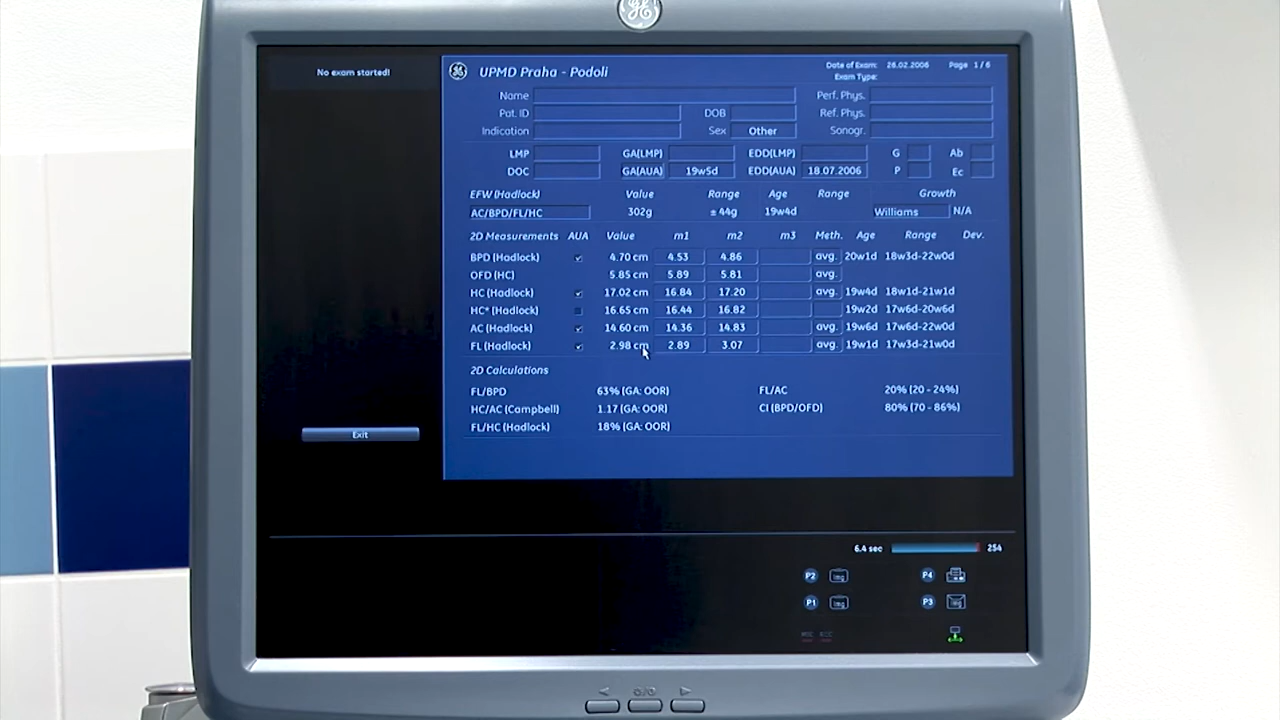 GE
No exam started!
UPMD Praha - Podoli
Date of Exam: 26.02.2006 Page 1/6
Exam Type:
Name Perf. Phys.
Pat. ID DOB Ref. Phys.
Indication Sex Other Sonogr.
LMP GA(LMP) EDD(LMP) G Ab
DOC GA(AUA) 19w5d EDD(AUA) 18.07.2006 P Ec
EFW (Hadlock) Value Range Age Range Growth
AC/BPD/FL/HC 302g ± 44g 19w4d Williams N/A
2D Measurements AUA Value m1 m2 m3 Meth. Age Range Dev.
BPD (Hadlock) 4.70 cm 4.53 4.86 avg. 20w1d 18w3d-22w0d
OFD (HC) 5.85 cm 5.89 5.81 avg.
HC (Hadlock) 17.02 cm 16.84 17.20 avg. 19w4d 18w1d-21w1d
HC* (Hadlock) 16.65 cm 16.44 16.82 19w2d 17w6d-20w6d
AC (Hadlock) 14.60 cm 14.36 14.83 avg. 19w6d 17w6d-22w0d
FL (Hadlock) 2.98 cm 2.89 3.07 avg. 19w1d 17w3d-21w0d
2D Calculations
FL/BPD 63% (GA: OOR) FL/AC 20% (20 - 24%)
HC/AC (Campbell) 1.17 (GA: OOR) CI (BPD/OFD) 80% (70 - 86%)
FL/HC (Hadlock) 18% (GA: OOR)
Exit
6.4 sec 254
P2 img P4
P1 img P3 img